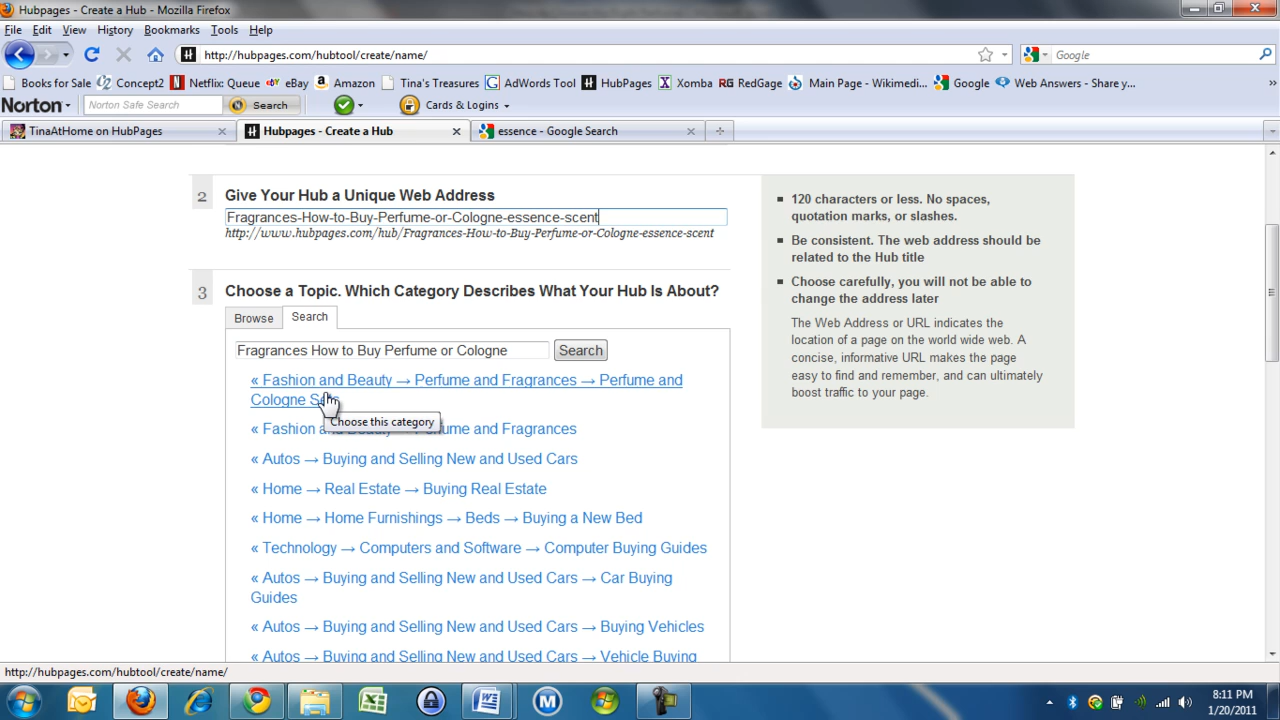 Hubpages - Create a Hub - Mozilla Firefox
File Edit View History Bookmarks Tools Help
http://hubpages.com/hubtool/create/name/
Google
Books for Sale Concept2 Netflix Queue eBay Amazon Tina's Treasures AdWords Tool HubPages Xomba RG RedGage Main Page - Wikimedi... Google Web Answers - Share y... »
Norton Norton Safe Search Search Cards & Logins
TinaAtHome on HubPages Hubpages - Create a Hub essence - Google Search
2 Give Your Hub a Unique Web Address
Fragrances-How-to-Buy-Perfume-or-Cologne-essence-scent
http://www.hubpages.com/hub/Fragrances-How-to-Buy-Perfume-or-Cologne-essence-scent
120 characters or less. No spaces,
quotation marks, or slashes.
Be consistent. The web address should be
related to the Hub title
Choose carefully, you will not be able to
change the address later
The Web Address or URL indicates the
location of a page on the world wide web. A
concise, informative URL makes the page
easy to find and remember, and can ultimately
boost traffic to your page.
3 Choose a Topic. Which Category Describes What Your Hub Is About?
Browse Search
Fragrances How to Buy Perfume or Cologne Search
« Fashion and Beauty → Perfume and Fragrances → Perfume and
Cologne
Choose this category
« Fashion and Fragrances
« Autos → Buying and Selling New and Used Cars
« Home → Real Estate → Buying Real Estate
« Home → Home Furnishings → Beds → Buying a New Bed
« Technology → Computers and Software → Computer Buying Guides
« Autos → Buying and Selling New and Used Cars → Car Buying
Guides
« Autos → Buying and Selling New and Used Cars → Buying Vehicles
« Autos → Buying and Selling New and Used Cars → Vehicle Buying
http://hubpages.com/hubtool/create/name/
8:11 PM
1/20/2011